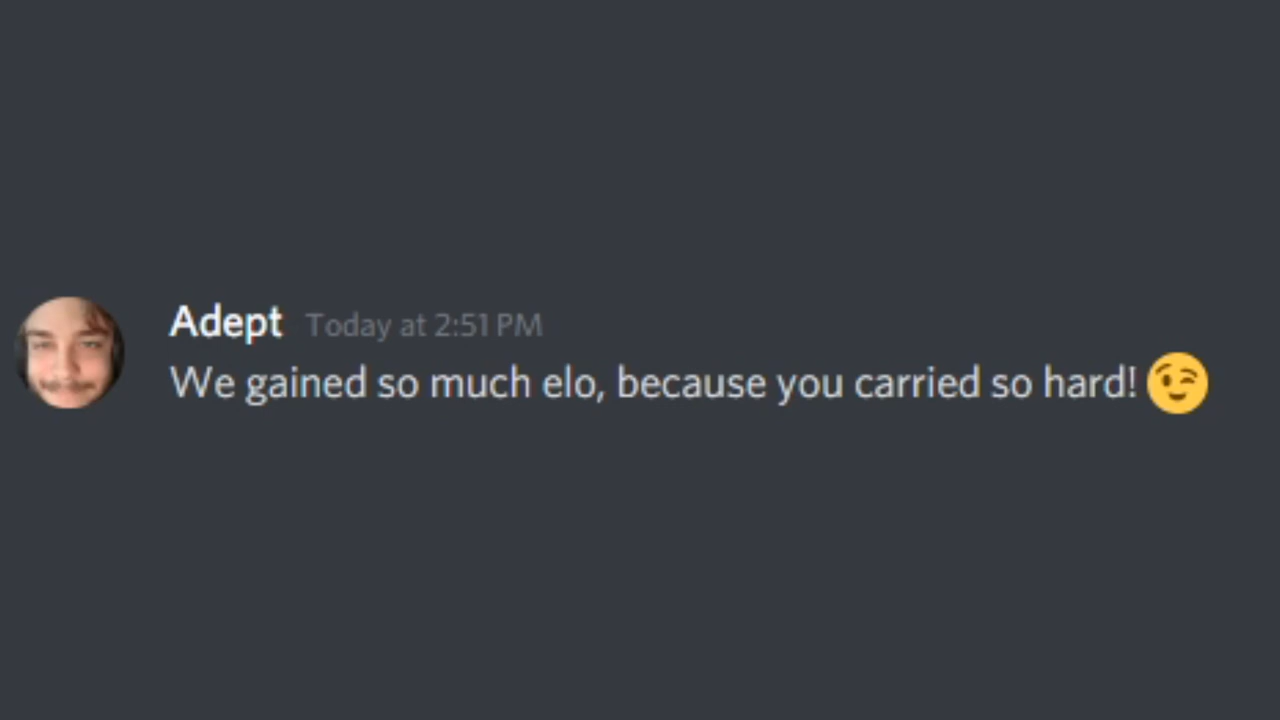 Adept Today at 2:51 PM
We gained so much elo, because you carried so hard! 😉